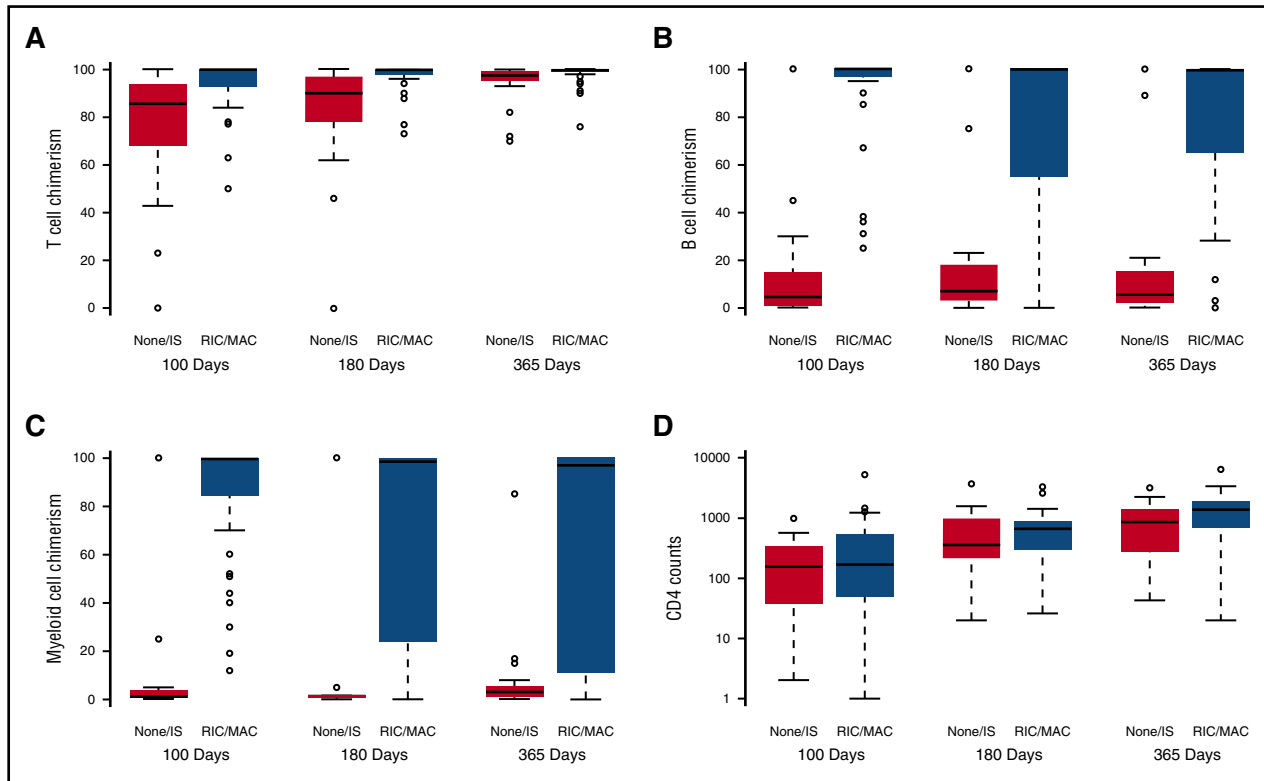 A
T cell chimerism
100
80
60
40
20
0
None/IS RIC/MAC None/IS RIC/MAC None/IS RIC/MAC
100 Days 180 Days 365 Days
B
B cell chimerism
100
80
60
40
20
0
None/IS RIC/MAC None/IS RIC/MAC None/IS RIC/MAC
100 Days 180 Days 365 Days
C
Myeloid cell chimerism
100
80
60
40
20
0
None/IS RIC/MAC None/IS RIC/MAC None/IS RIC/MAC
100 Days 180 Days 365 Days
D
CD4 counts
10000
1000
100
10
1
None/IS RIC/MAC None/IS RIC/MAC None/IS RIC/MAC
100 Days 180 Days 365 Days